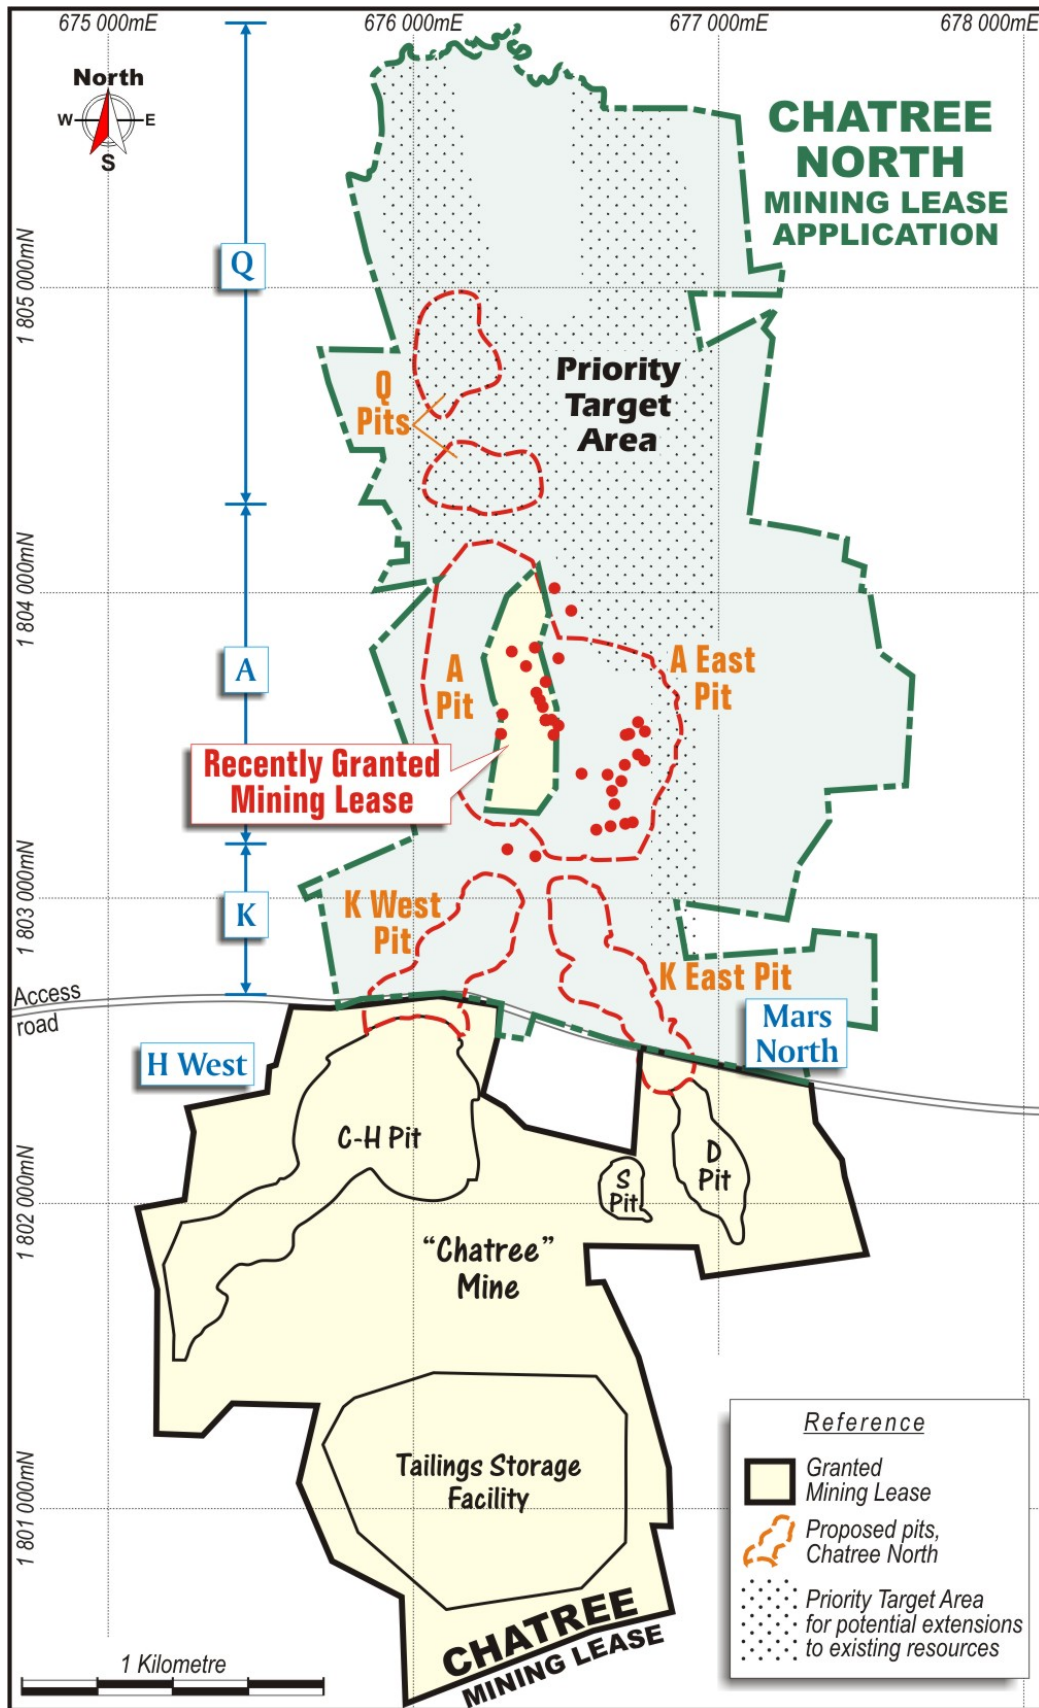 675 000mE
676 000mE
677 000mE
678 000mE
North
W
E
S
CHATREE
NORTH
MINING LEASE
APPLICATION
1 805 000mN
Q
Q
Pits
Priority
Target
Area
1 804 000mN
A
A
Pit
A East
Pit
Recently Granted
Mining Lease
1 803 000mN
K
K West
Pit
K East Pit
Access
road
Mars
North
H West
C-H Pit
S
Pit
D
Pit
1 802 000mN
“Chatree”
Mine
Tailings Storage
Facility
1 801 000mN
CHATREE
MINING LEASE
1 Kilometre
Reference
Granted
Mining Lease
Proposed pits,
Chatree North
Priority Target Area
for potential extensions
to existing resources